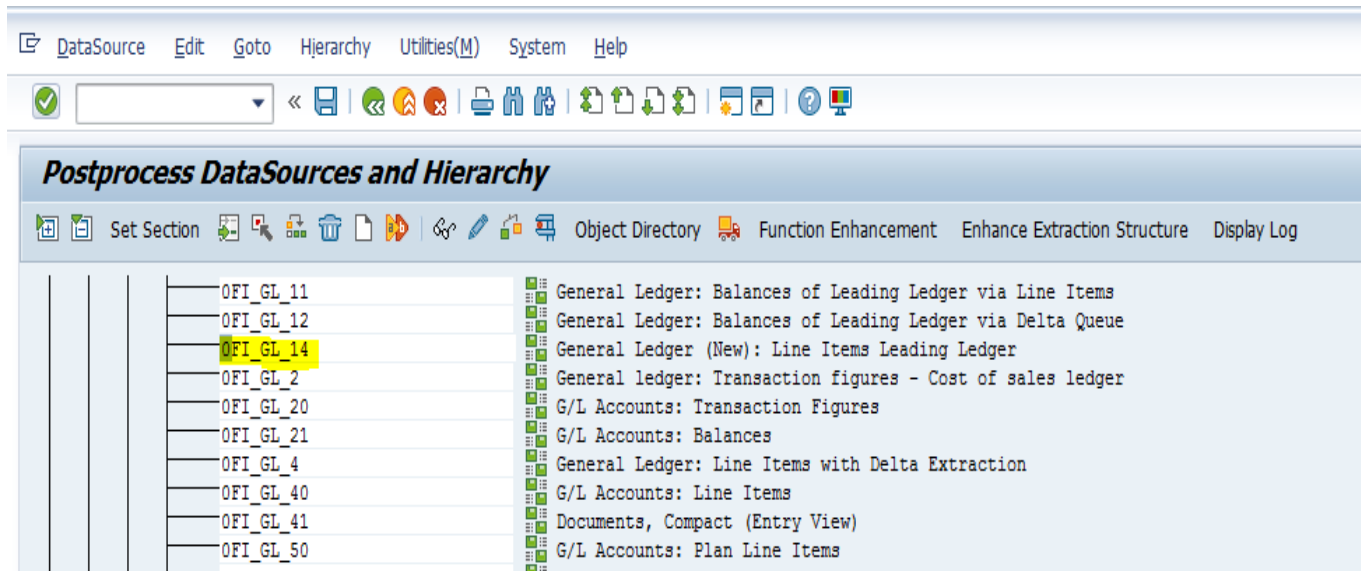 DataSource Edit Goto Hierarchy Utilities(M) System Help
Postprocess DataSources and Hierarchy
Set Section Object Directory Function Enhancement Enhance Extraction Structure Display Log
0FI_GL_11 General Ledger: Balances of Leading Ledger via Line Items
0FI_GL_12 General Ledger: Balances of Leading Ledger via Delta Queue
0FI_GL_14 General Ledger (New): Line Items Leading Ledger
0FI_GL_2 General ledger: Transaction figures - Cost of sales ledger
0FI_GL_20 G/L Accounts: Transaction Figures
0FI_GL_21 G/L Accounts: Balances
0FI_GL_4 General Ledger: Line Items with Delta Extraction
0FI_GL_40 G/L Accounts: Line Items
0FI_GL_41 Documents, Compact (Entry View)
0FI_GL_50 G/L Accounts: Plan Line Items